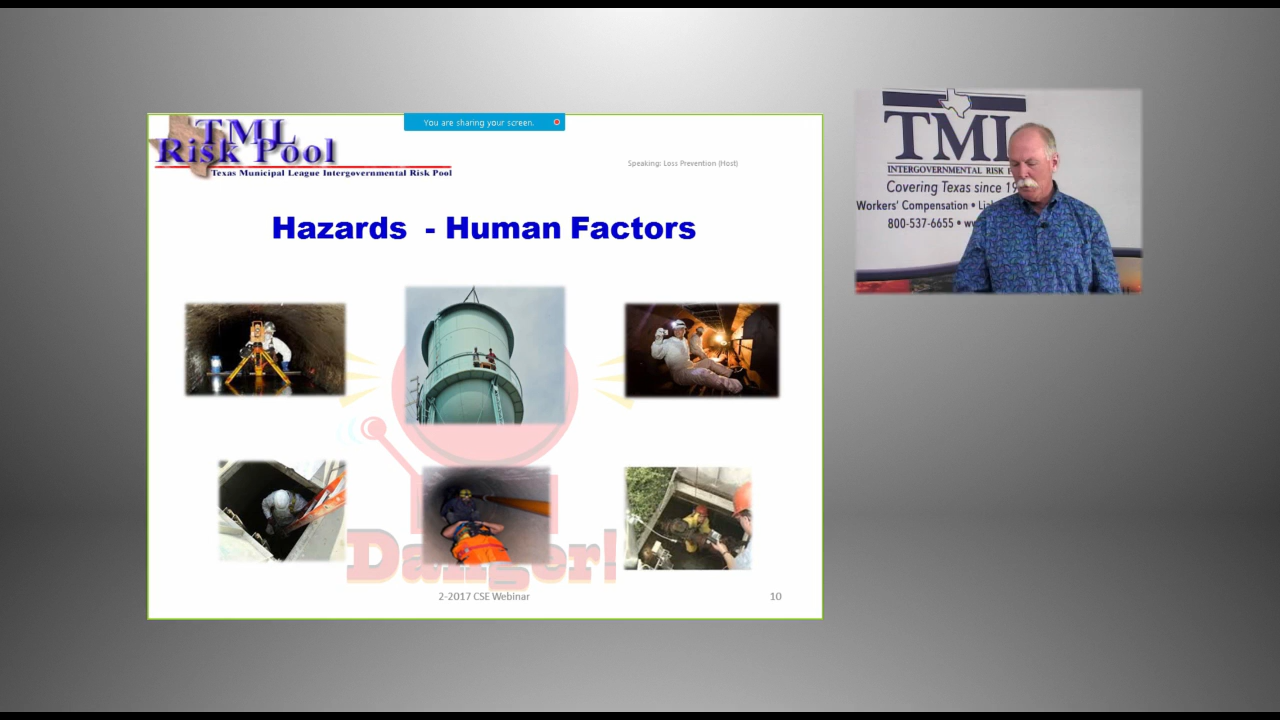 TML
Risk Pool
Texas Municipal League Intergovernmental Risk Pool
You are sharing your screen.
Speaking: Loss Prevention (Host)
Hazards - Human Factors
Danger!
2-2017 CSE Webinar
10
TML
INTERGOVERNMENTAL RISK
Covering Texas since
Workers' Compensation •
800-537-6655 •